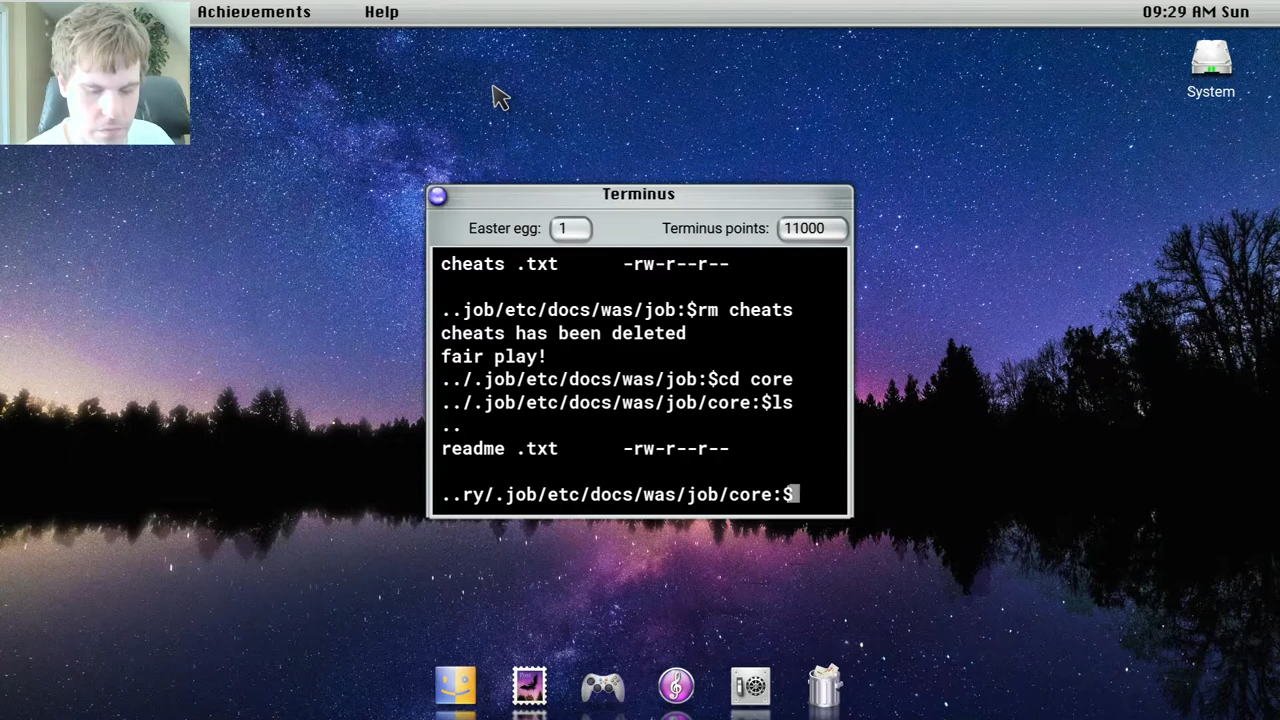 Achievements Help 09:29 AM Sun
System
Terminus
Easter egg: 1 Terminus points: 11000
cheats .txt -rw-r--r--
..job/etc/docs/was/job:$rm cheats
cheats has been deleted
fair play!
../.job/etc/docs/was/job:$cd core
../.job/etc/docs/was/job/core:$ls
..
readme .txt -rw-r--r--
..ry/.job/etc/docs/was/job/core:$